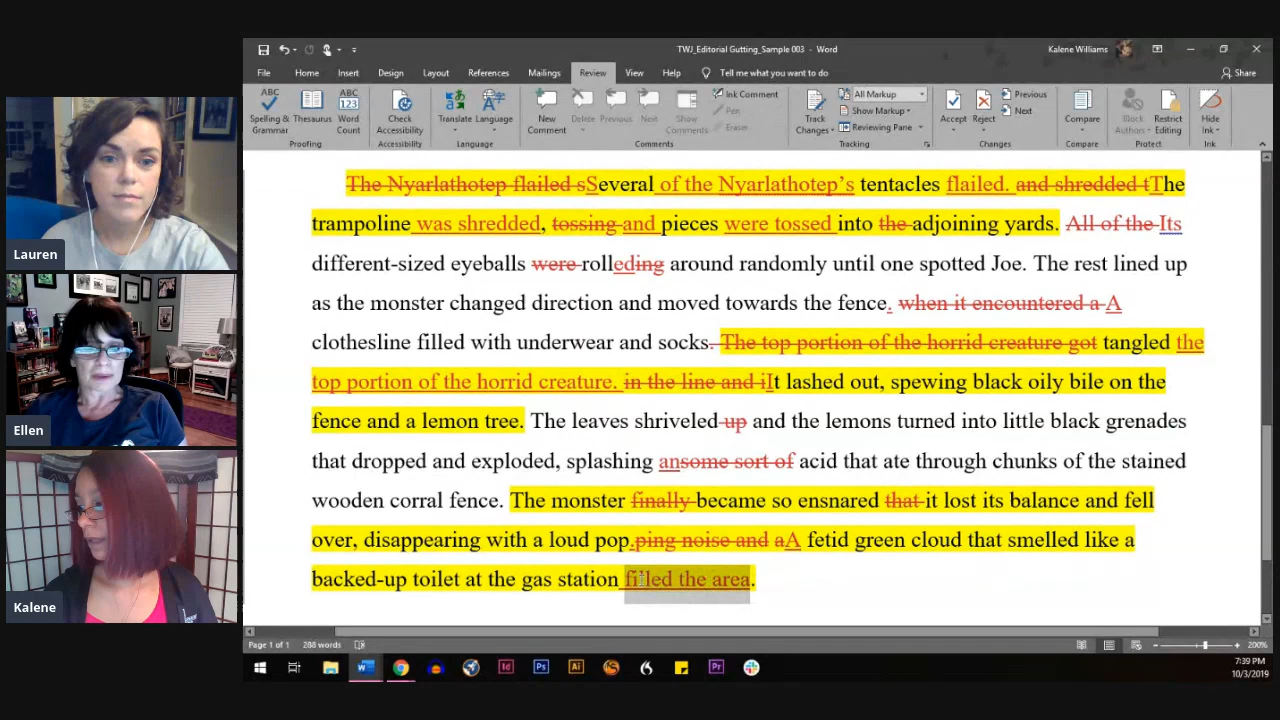 TWJ_Editorial Gutting_Sample 003 - Word
Kalene Williams
File Home Insert Design Layout References Mailings Review View Help Tell me what you want to do Share
ABC
Spelling & Grammar
Thesaurus
ABC 123
Word Count
Proofing
Check Accessibility
Accessibility
Translate
Language
Language
New Comment
Delete
Previous
Next
Show Comments
Ink Comment
Pen
Eraser
Comments
Track Changes
All Markup
Show Markup
Reviewing Pane
Tracking
Accept
Reject
Previous
Next
Changes
Compare
Compare
Block Authors
Restrict Editing
Protect
Hide Ink
Ink
The Nyarlathotep flailed sSeveral of the Nyarlathotep's tentacles flailed. and shredded tThe
trampoline was shredded, tossing and pieces were tossed into the adjoining yards. All of the Its
different-sized eyeballs were rolleding around randomly until one spotted Joe. The rest lined up
as the monster changed direction and moved towards the fence. when it encountered a A
clothesline filled with underwear and socks. The top portion of the horrid creature got tangled the
top portion of the horrid creature. in the line and iIt lashed out, spewing black oily bile on the
fence and a lemon tree. The leaves shriveled up and the lemons turned into little black grenades
that dropped and exploded, splashing ansome sort of acid that ate through chunks of the stained
wooden corral fence. The monster finally became so ensnared that it lost its balance and fell
over, disappearing with a loud pop.ping noise and aA fetid green cloud that smelled like a
backed-up toilet at the gas station filled the area.
Lauren
Ellen
Kalene
Page 1 of 1 288 words
200%
Id Ps Ai Pr
7:39 PM
10/3/2019